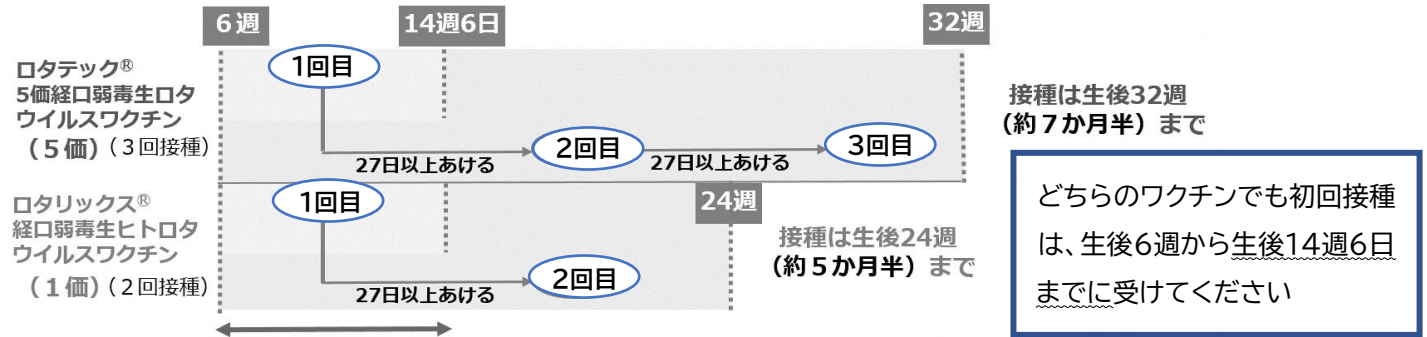 6週
14週6日
32週
ロタテック®
5価経口弱毒生ロタ
ウイルスワクチン
(5価)(3回接種)
1回目
27日以上あける
2回目
27日以上あける
3回目
接種は生後32週
(約7か月半)まで
ロタリックス®
経口弱毒生ヒトロタ
ウイルスワクチン
(1価)(2回接種)
1回目
27日以上あける
2回目
24週
接種は生後24週
(約5か月半)まで
どちらのワクチンでも初回接種
は、生後6週から生後14週6日
までに受けてください